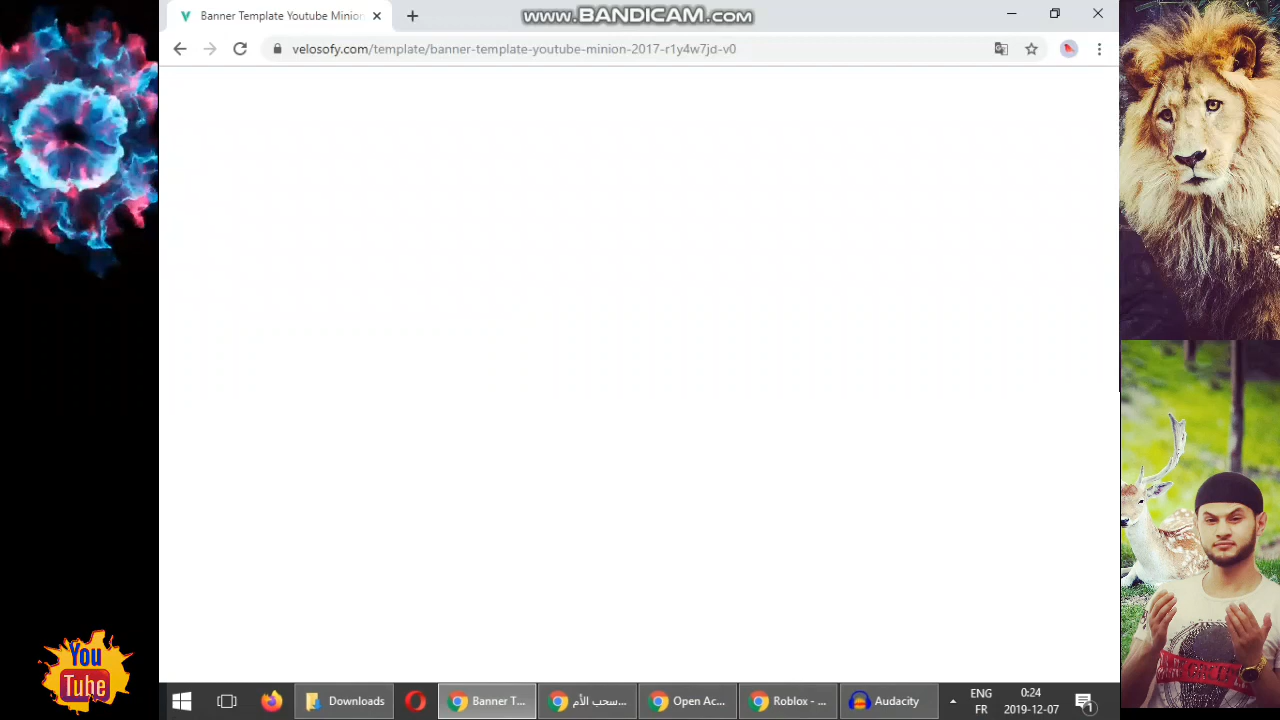 Banner Template Youtube Minion
www.BANDICAM.com
velosofy.com/template/banner-template-youtube-minion-2017-r1y4w7jd-v0
You
Tube
Downloads
Banner T...
سحب الأم...
Open Ac...
Roblox - ...
Audacity
ENG
FR
0:24
2019-12-07
1